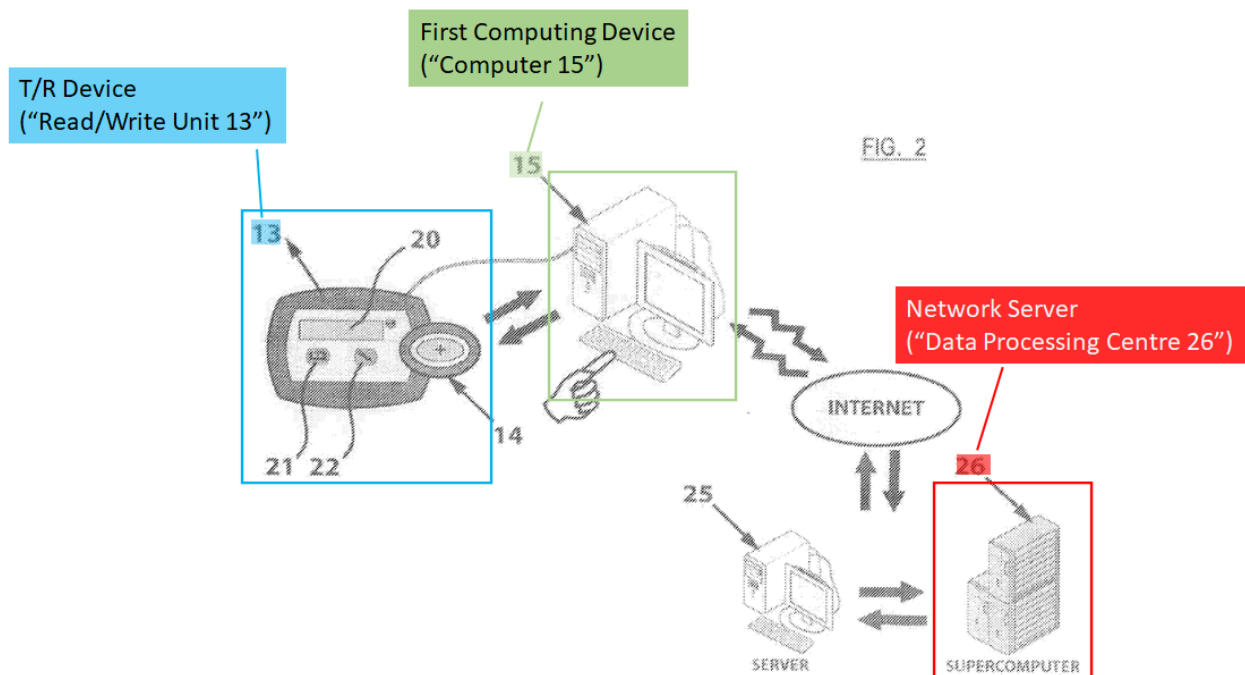 First Computing Device
(“Computer 15”)
T/R Device
(“Read/Write Unit 13”)
FIG. 2
15
13
20
Network Server
(“Data Processing Centre 26”)
INTERNET
14
21 22
26
25
SERVER
SUPERCOMPUTER